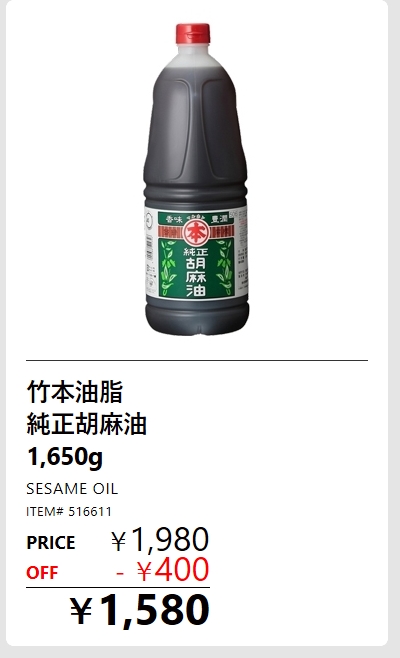 香味 豊潤
本
純正
胡麻油
竹本油脂
純正胡麻油
1,650g
SESAME OIL
ITEM# 516611
PRICE ￥1,980
OFF - ￥400
￥1,580